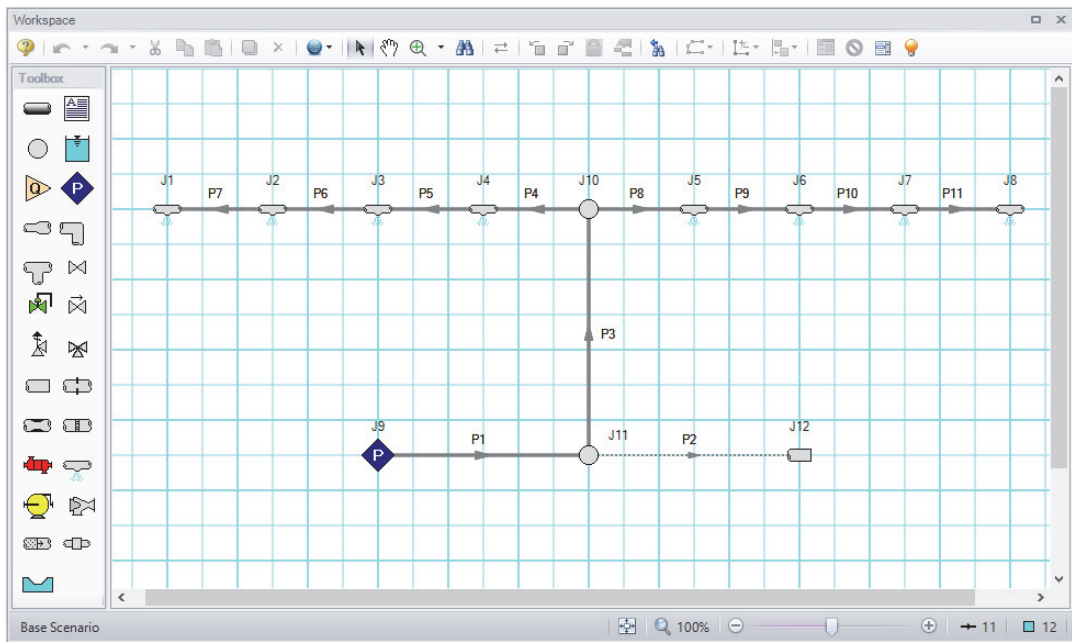 Workspace
Toolbox
A
Q
P
J1 J2 J3 J4 J10 J5 J6 J7 J8
P7 P6 P5 P4 P8 P9 P10 P11
P3
J9 J11 J12
P1 P2
P
Base Scenario
100%
11
12